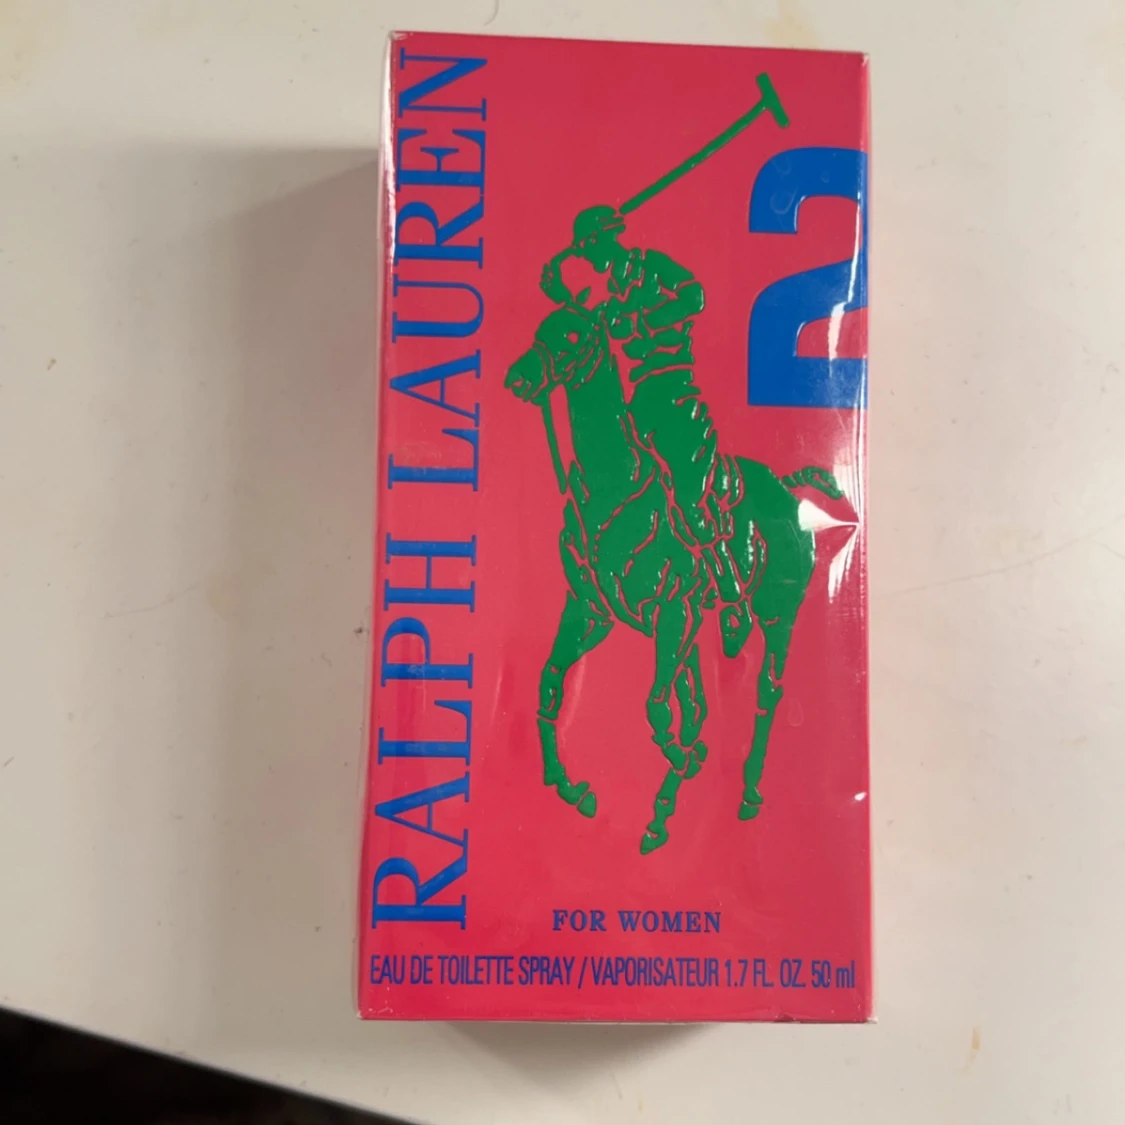 RALPH LAUREN
2
FOR WOMEN
EAU DE TOILETTE SPRAY / VAPORISATEUR 1.7 FL. OZ. 50 ml